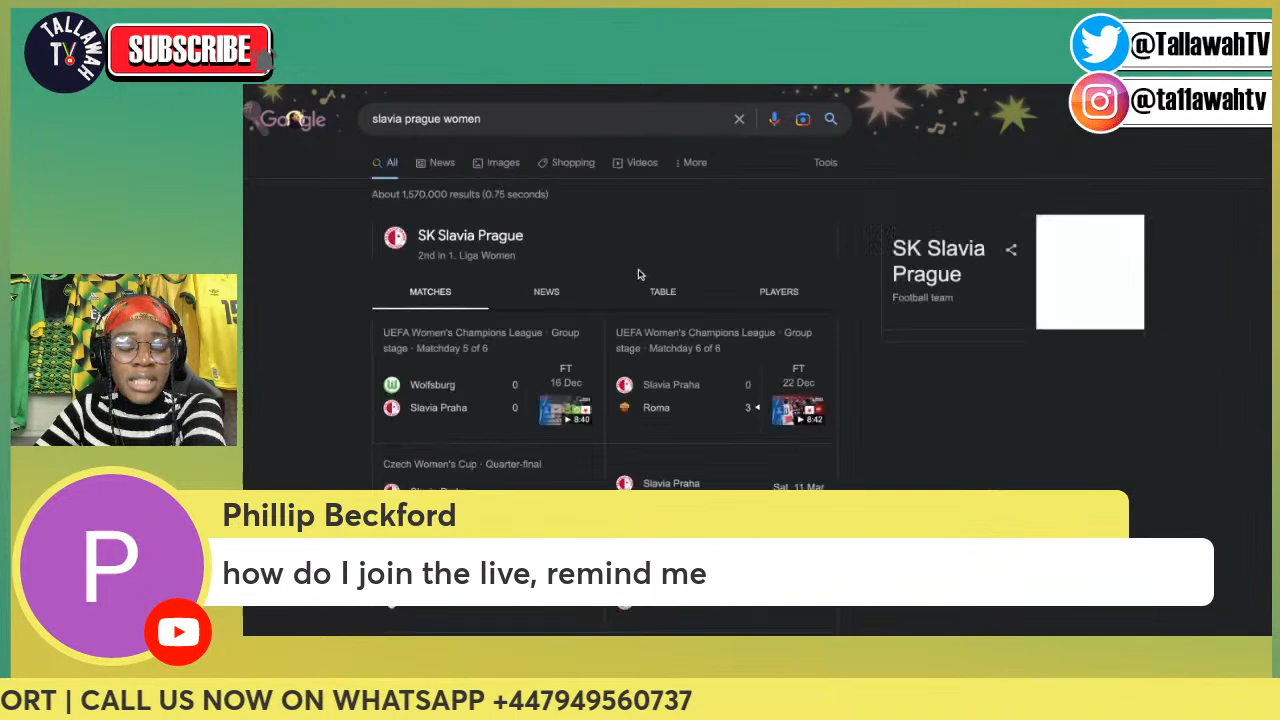 TALLAWAH
TV
SUBSCRIBE
@TallawahTV
@ta11awahtv
Google
slavia prague women
All
News
Images
Shopping
Videos
More
Tools
About 1,570,000 results (0.75 seconds)
SK Slavia Prague
2nd in 1. Liga Women
MATCHES
NEWS
TABLE
PLAYERS
SK Slavia
Prague
Football team
UEFA Women's Champions League · Group
stage · Matchday 5 of 6
FT
Wolfsburg 0
16 Dec
Slavia Praha 0
8:40
UEFA Women's Champions League · Group
stage · Matchday 6 of 6
FT
Slavia Praha 0
22 Dec
Roma 3
8:42
Czech Women's Cup · Quarter-final
Slavia Praha
Sat, 11 Mar
15
P
Phillip Beckford
how do I join the live, remind me
ORT | CALL US NOW ON WHATSAPP +447949560737